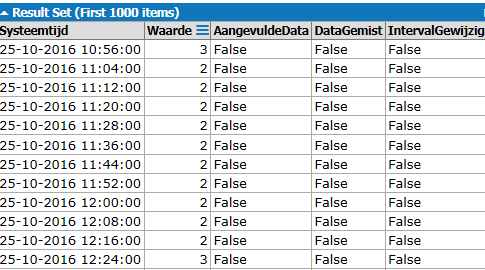 Result Set (First 1000 items)
Systeemtijd Waarde AangevuldeData DataGemist IntervalGewijzig
25-10-2016 10:56:00 3 False False False
25-10-2016 11:04:00 2 False False False
25-10-2016 11:12:00 2 False False False
25-10-2016 11:20:00 2 False False False
25-10-2016 11:28:00 2 False False False
25-10-2016 11:36:00 2 False False False
25-10-2016 11:44:00 2 False False False
25-10-2016 11:52:00 2 False False False
25-10-2016 12:00:00 2 False False False
25-10-2016 12:08:00 2 False False False
25-10-2016 12:16:00 2 False False False
25-10-2016 12:24:00 3 False False False